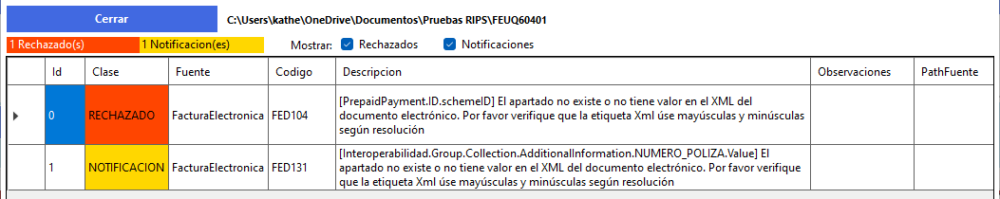 Cerrar C:\Users\kathe\OneDrive\Documentos\Pruebas RIPS\FEUQ60401
1 Rechazado(s) 1 Notificacion(es) Mostrar: Rechazados Notificaciones
Id Clase Fuente Codigo Descripcion Observaciones PathFuente
0 RECHAZADO FacturaElectronica FED104 [PrepaidPayment.ID.schemeID] El apartado no existe o no tiene valor en el XML del
documento electrónico. Por favor verifique que la etiqueta Xml úse mayúsculas y minúsculas
según resolución
1 NOTIFICACION FacturaElectronica FED131 [Interoperabilidad.Group.Collection.AdditionalInformation.NUMERO_POLIZA.Value] El
apartado no existe o no tiene valor en el XML del documento electrónico. Por favor verifique
que la etiqueta Xml úse mayúsculas y minúsculas según resolución